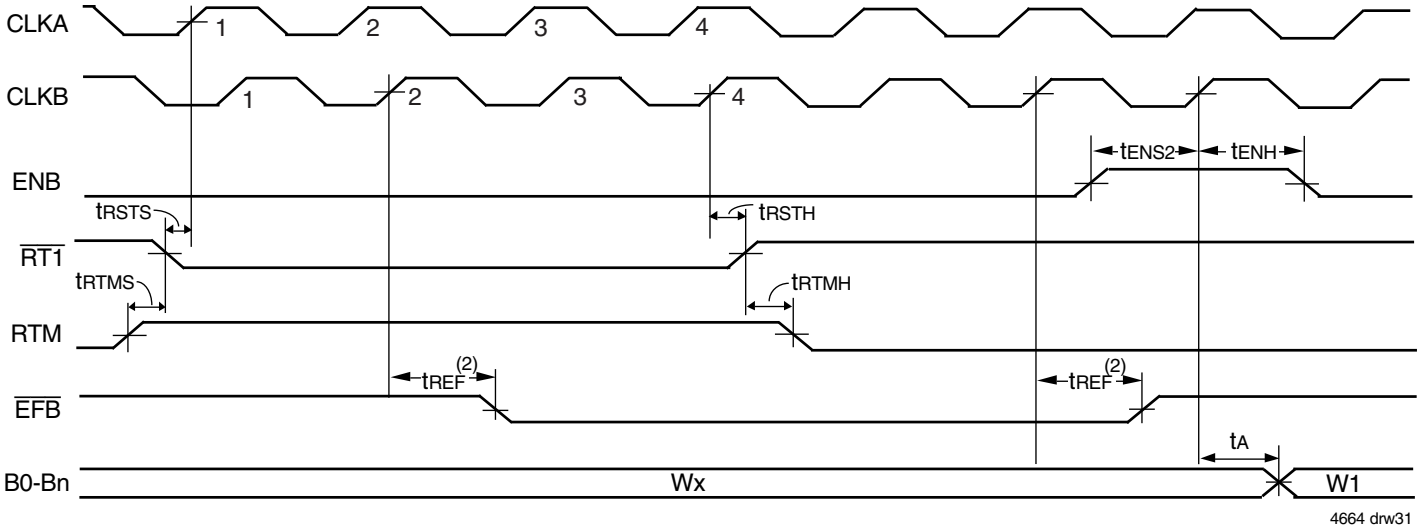 CLKA 1 2 3 4
CLKB 1 2 3 4
tENS2 tENH
ENB
tRSTS tRSTH
RT1
tRTMS tRTMH
RTM
tREF(2) tREF(2)
EFB
tA
B0-Bn Wx W1
4664 drw31